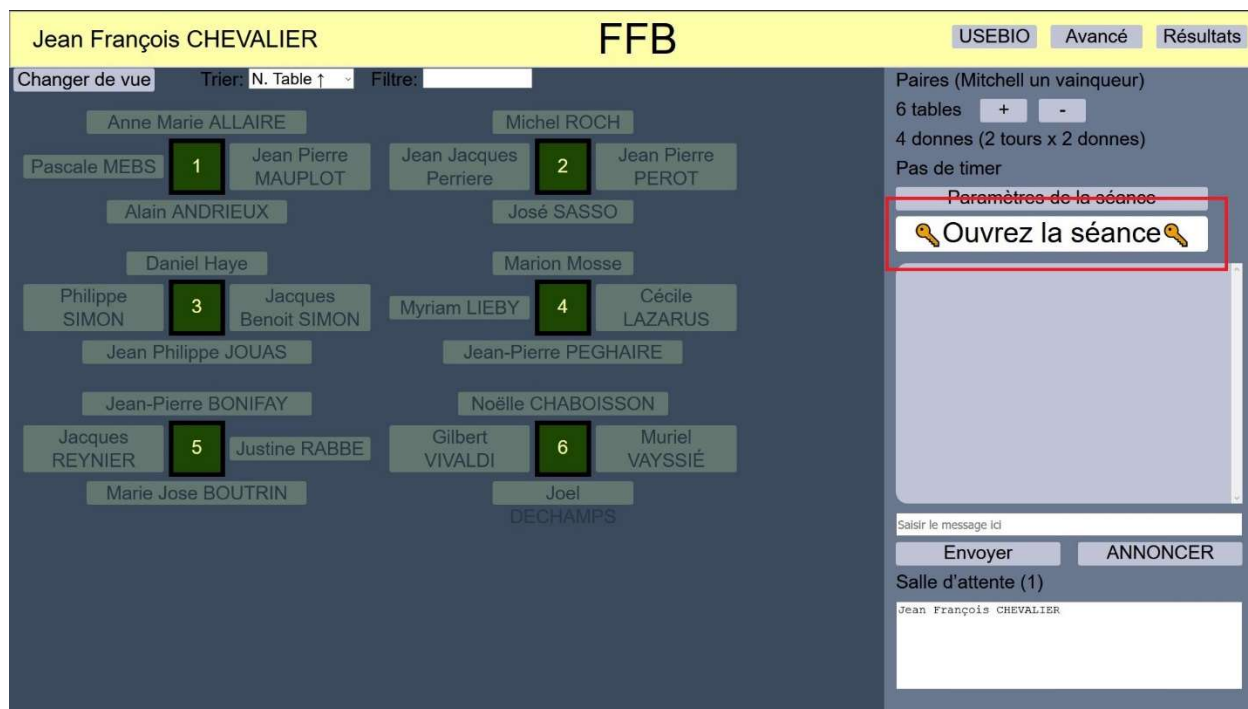 Jean François CHEVALIER
FFB
USEBIO
Avancé
Résultats
Changer de vue
Trier: N. Table ↑
Filtre:
Anne Marie ALLAIRE
Pascale MEBS
1
Jean Pierre
MAUPLOT
Alain ANDRIEUX
Michel ROCH
Jean Jacques
Perriere
2
Jean Pierre
PEROT
José SASSO
Daniel Haye
Philippe
SIMON
3
Jacques
Benoit SIMON
Jean Philippe JOUAS
Marion Mosse
Myriam LIEBY
4
Cécile
LAZARUS
Jean-Pierre PEGHAIRE
Jean-Pierre BONIFAY
Jacques
REYNIER
5
Justine RABBE
Marie Jose BOUTRIN
Noëlle CHABOISSON
Gilbert
VIVALDI
6
Muriel
VAYSSIÉ
Joel
DECHAMPS
Paires (Mitchell un vainqueur)
6 tables + -
4 donnes (2 tours x 2 donnes)
Pas de timer
Paramètres de la séance
Ouvrez la séance
Saisir le message ici
Envoyer
ANNONCER
Salle d'attente (1)
Jean François CHEVALIER